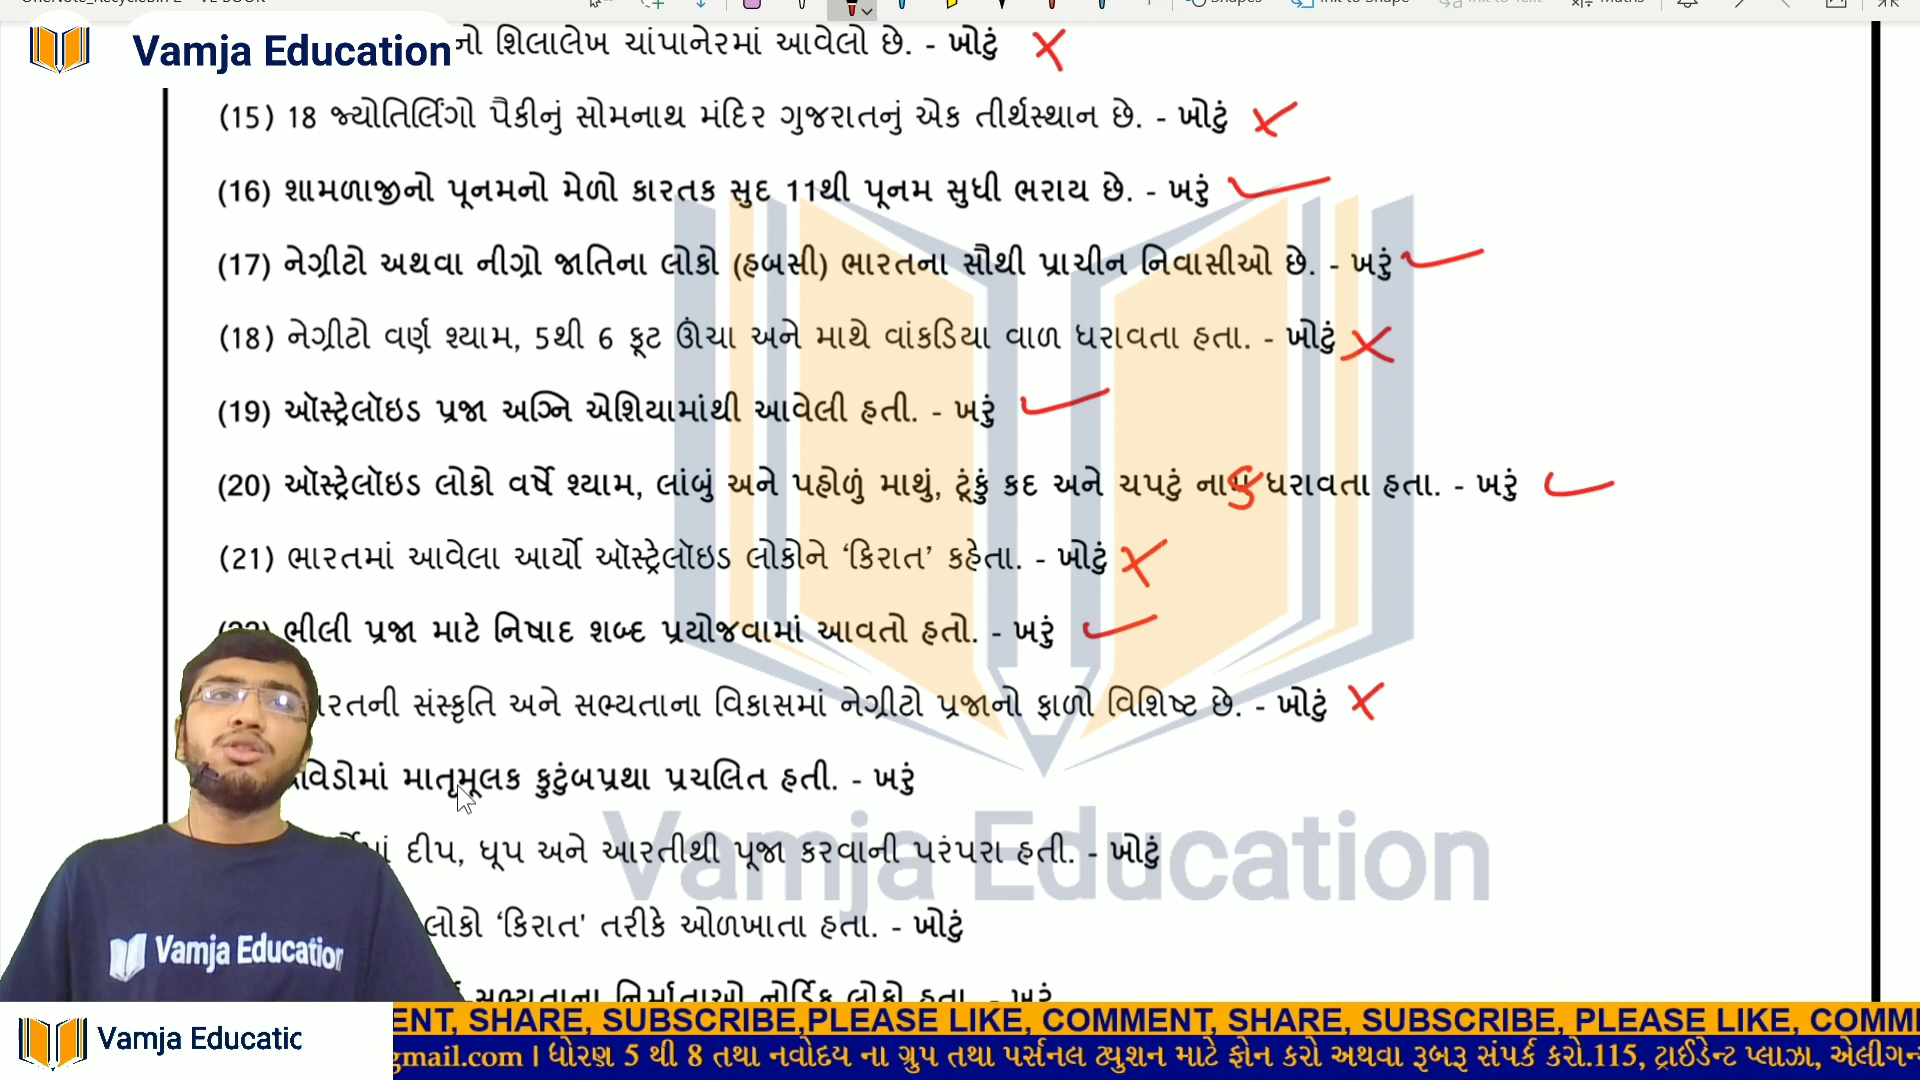 Vamja Education
નો શિલાલેખ ચાંપાનેરમાં આવેલો છે. - ખોટું
(15) 18 જ્યોતિર્લિંગો પૈકીનું સોમનાથ મંદિર ગુજરાતનું એક તીર્થસ્થાન છે. - ખોટું
(16) શામળાજીનો પૂનમનો મેળો કારતક સુદ 11થી પૂનમ સુધી ભરાય છે. - ખરું
(17) નેગ્રીટો અથવા નીગ્રો જાતિના લોકો (હબસી) ભારતના સૌથી પ્રાચીન નિવાસીઓ છે. - ખરું
(18) નેગ્રીટો વર્ણ શ્યામ, 5થી 6 ફૂટ ઊંચા અને માથે વાંકડિયા વાળ ધરાવતા હતા. - ખોટું
(19) ઑસ્ટ્રેલૉઇડ પ્રજા અગ્નિ એશિયામાંથી આવેલી હતી. - ખરું
(20) ઑસ્ટ્રેલૉઇડ લોકો વર્ષે શ્યામ, લાંબું અને પહોળું માથું, ટૂંકું કદ અને ચપટું નાક ધરાવતા હતા. - ખરું
(21) ભારતમાં આવેલા આર્યો ઑસ્ટ્રેલૉઇડ લોકોને ‘કિરાત’ કહેતા. - ખોટું
ભીલી પ્રજા માટે નિષાદ શબ્દ પ્રયોજવામાં આવતો હતો. - ખરું
રતની સંસ્કૃતિ અને સભ્યતાના વિકાસમાં નેગ્રીટો પ્રજાનો ફાળો વિશિષ્ટ છે. - ખોટું
વિડોમાં માતૃમૂલક કુટુંબપ્રથા પ્રચલિત હતી. - ખરું
માં દીપ, ધૂપ અને આરતીથી પૂજા કરવાની પરંપરા હતી. - ખોટું
લોકો ‘કિરાત' તરીકે ઓળખાતા હતા. - ખોટું
સભ્યતાના નિર્માતાઓ નોર્ડિક લોકો હતા. - ખરું
Vamja Education
Vamja Education
Vamja Educatic
ENT, SHARE, SUBSCRIBE,PLEASE LIKE, COMMENT, SHARE, SUBSCRIBE, PLEASE LIKE, COMM
gmail.com | ધોરણ 5 થી 8 તથા નવોદય ના ગ્રુપ તથા પર્સનલ ટ્યુશન માટે ફોન કરો અથવા રૂબરૂ સંપર્ક કરો.115, ટ્રાઈડેન્ટ પ્લાઝા,